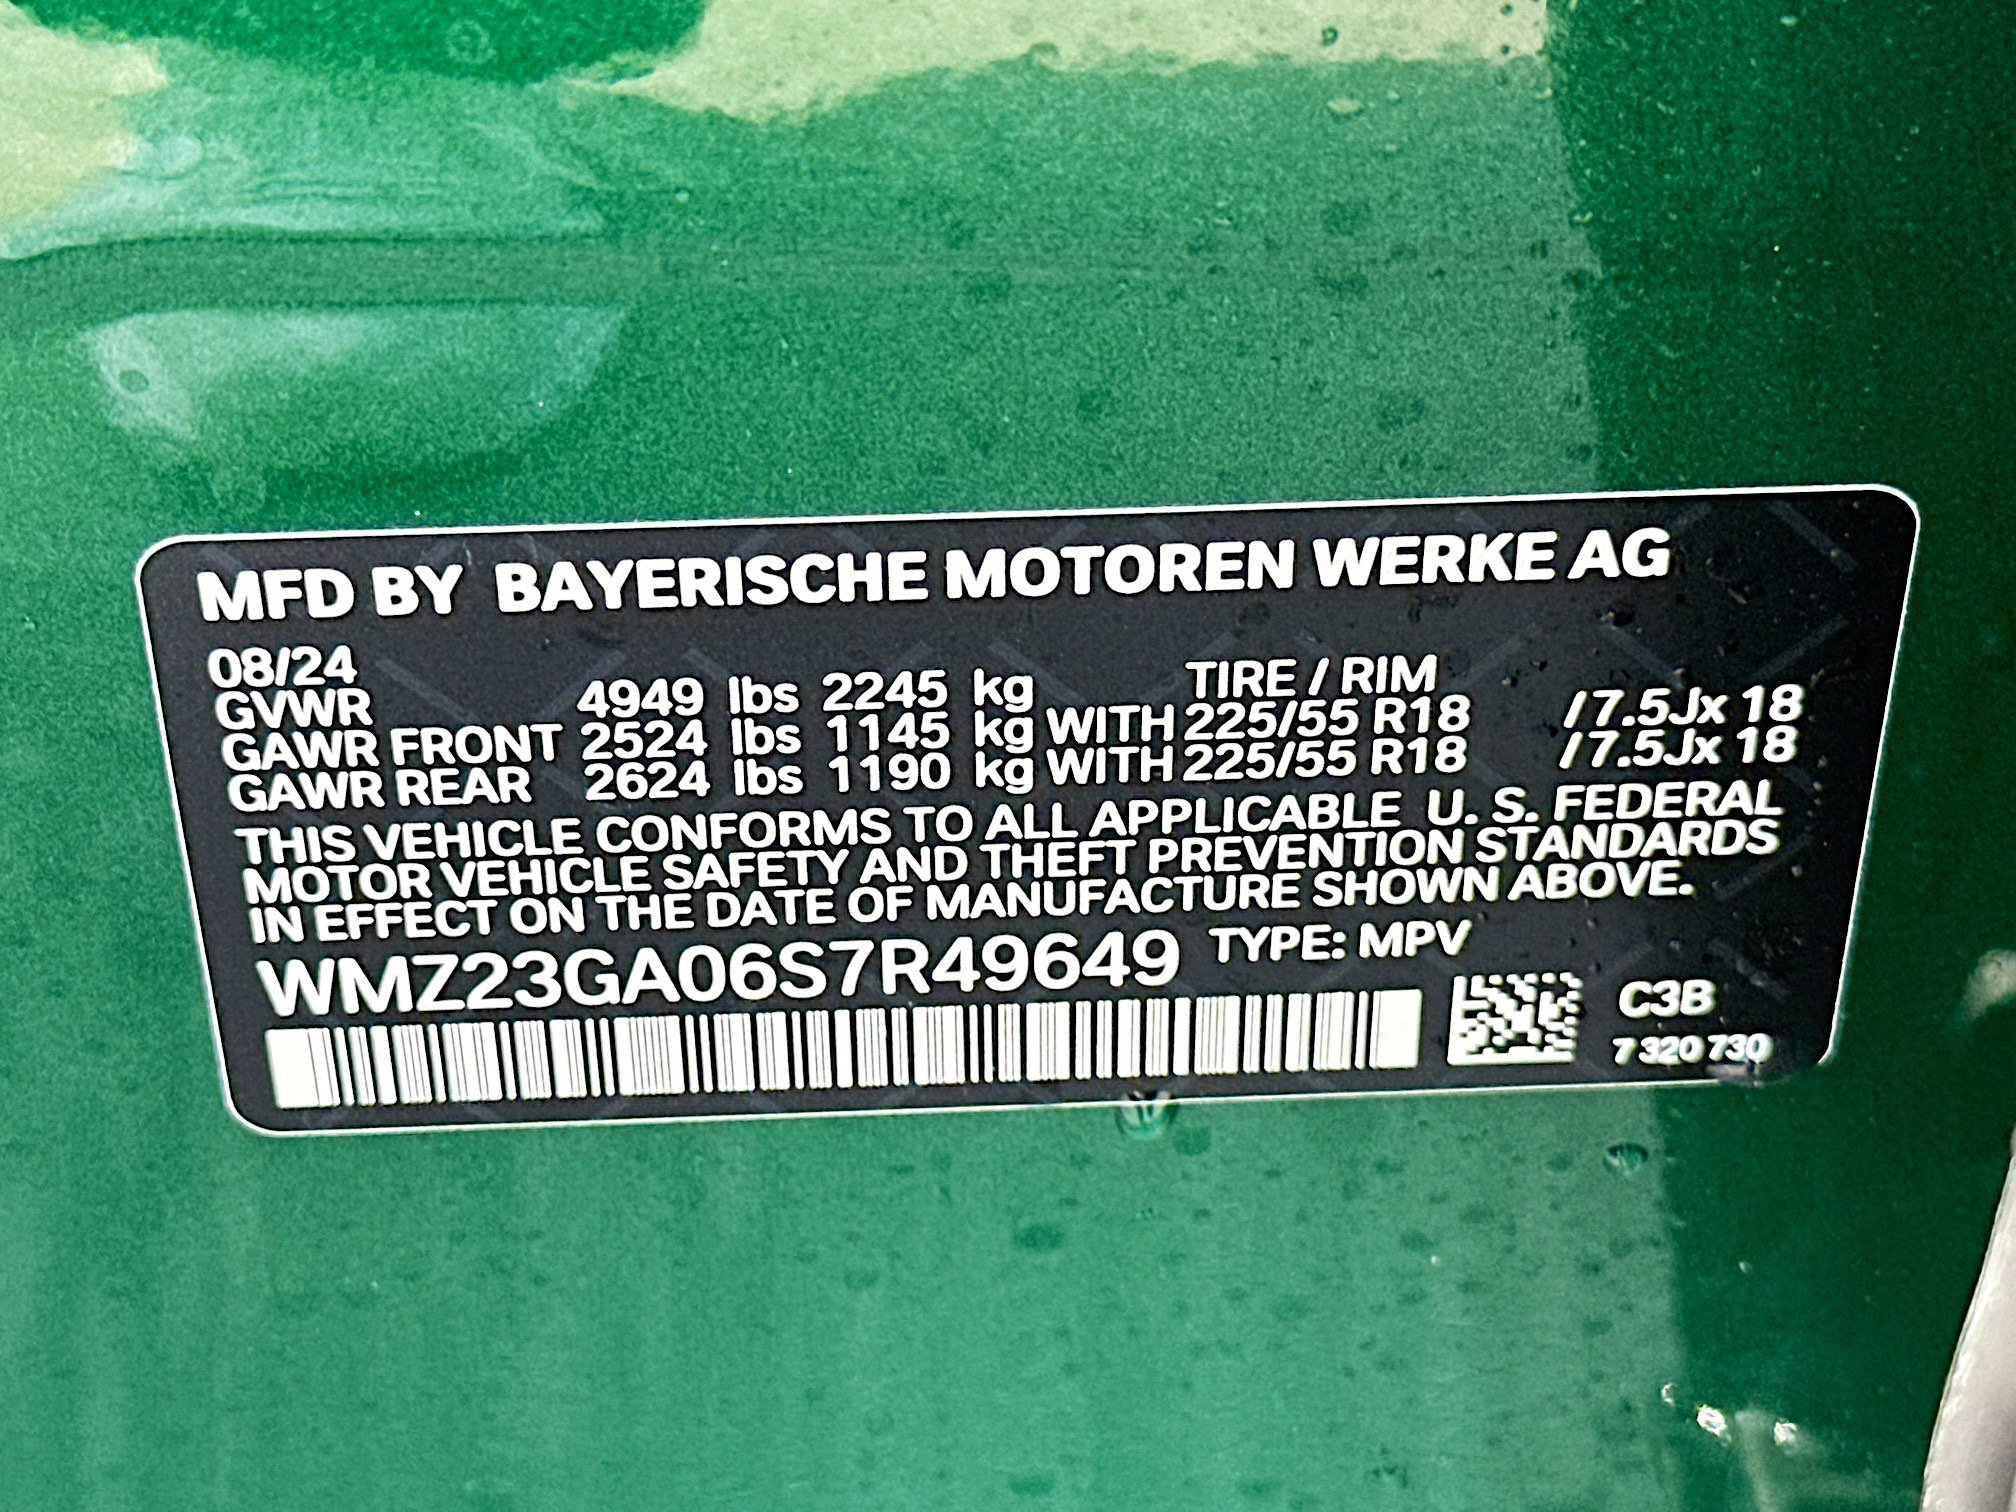 MFD BY BAYERISCHE MOTOREN WERKE AG
08/24 TIRE / RIM
GVWR 4949 lbs 2245 kg
GAWR FRONT 2524 lbs 1145 kg WITH 225/55 R18 / 7.5Jx 18
GAWR REAR 2624 lbs 1190 kg WITH 225/55 R18 / 7.5Jx 18
THIS VEHICLE CONFORMS TO ALL APPLICABLE U. S. FEDERAL
MOTOR VEHICLE SAFETY AND THEFT PREVENTION STANDARDS
IN EFFECT ON THE DATE OF MANUFACTURE SHOWN ABOVE.
WMZ23GA06S7R49649 TYPE: MPV
C3B
7 320 730